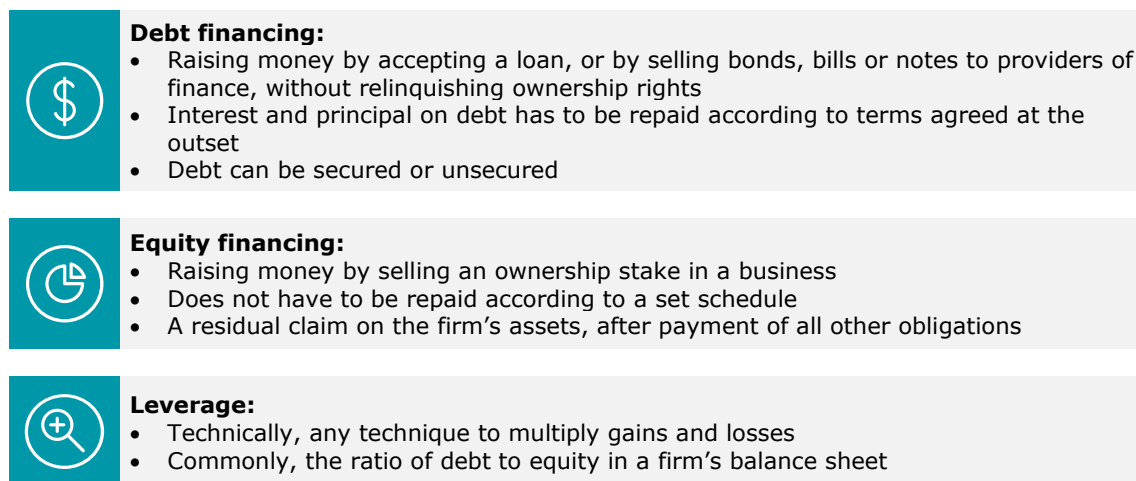 Debt financing:
• Raising money by accepting a loan, or by selling bonds, bills or notes to providers of
finance, without relinquishing ownership rights
• Interest and principal on debt has to be repaid according to terms agreed at the
outset
• Debt can be secured or unsecured
Equity financing:
• Raising money by selling an ownership stake in a business
• Does not have to be repaid according to a set schedule
• A residual claim on the firm’s assets, after payment of all other obligations
Leverage:
• Technically, any technique to multiply gains and losses
• Commonly, the ratio of debt to equity in a firm’s balance sheet